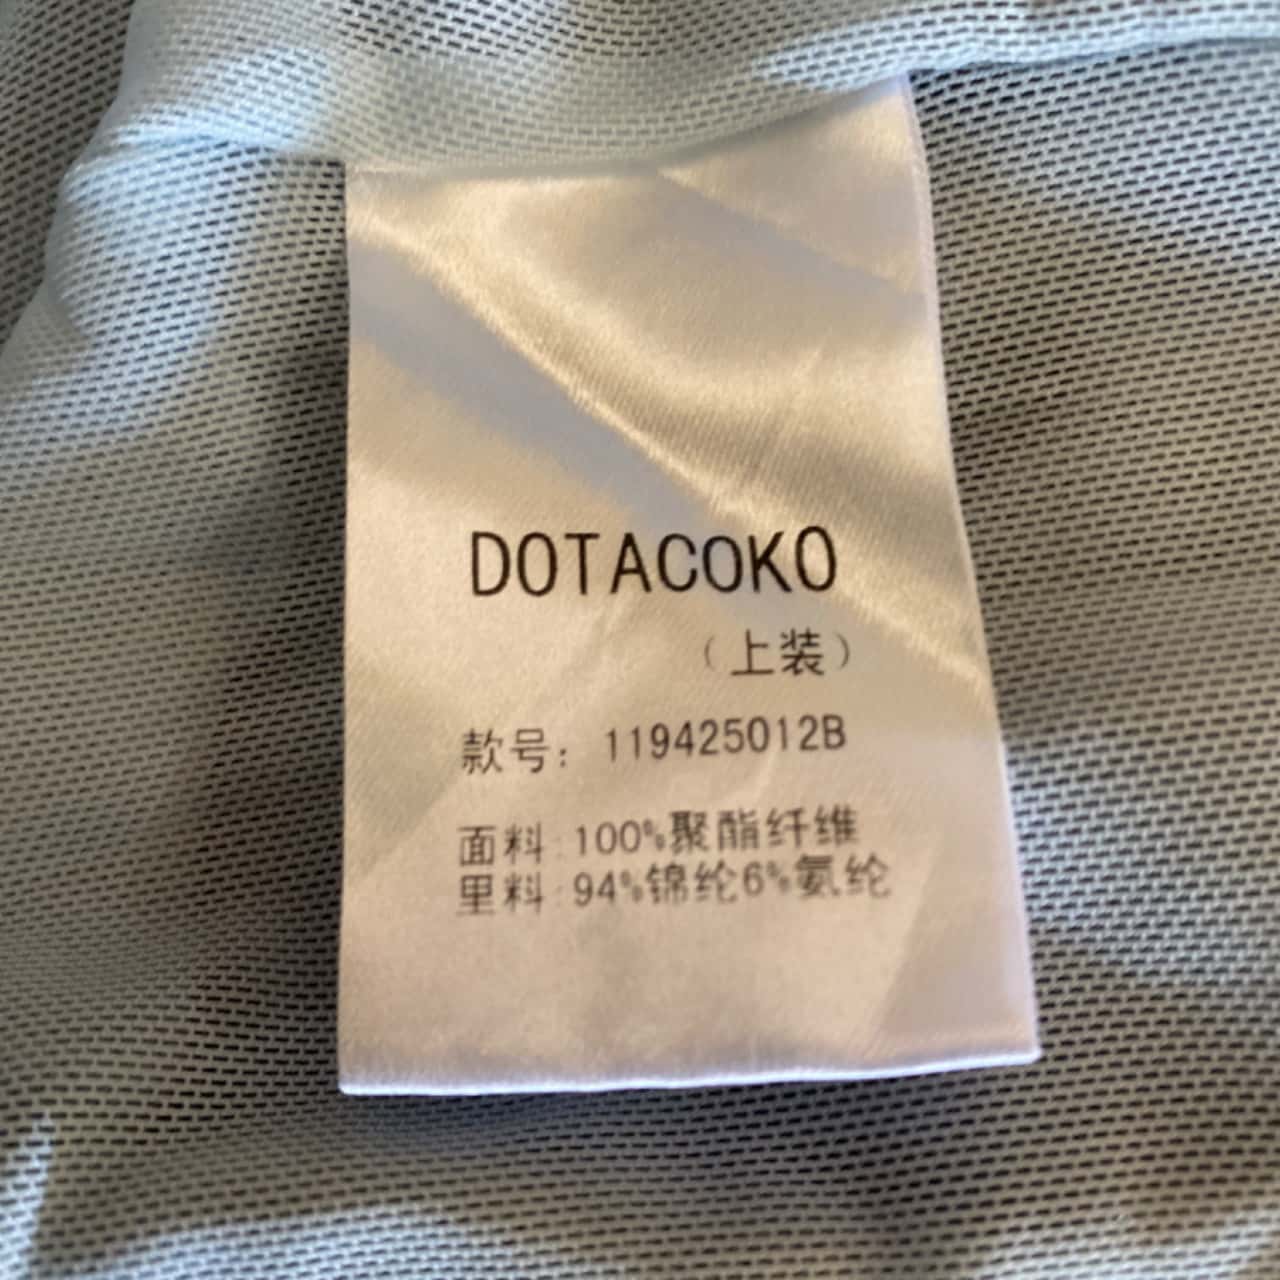 DOTACOKO
（上装）
款号：119425012B
面料:100%聚酯纤维
里料:94%锦纶6%氨纶